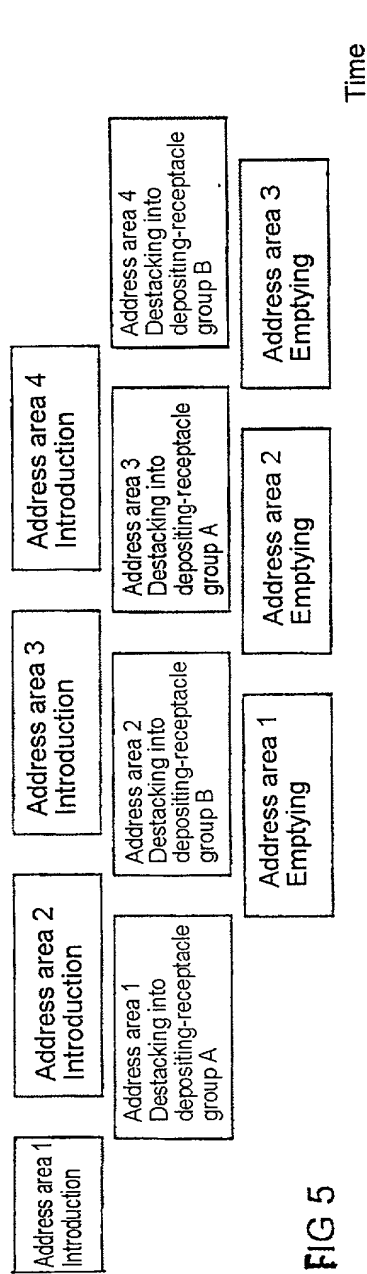 Address area 1
Introduction
Address area 2
Introduction
Address area 3
Introduction
Address area 4
Introduction
Address area 1
Destacking into
depositing-receptacle
group A
Address area 2
Destacking into
depositing-receptacle
group B
Address area 3
Destacking into
depositing-receptacle
group A
Address area 4
Destacking into
depositing-receptacle
group B
Address area 1
Emptying
Address area 2
Emptying
Address area 3
Emptying
Time
FIG 5